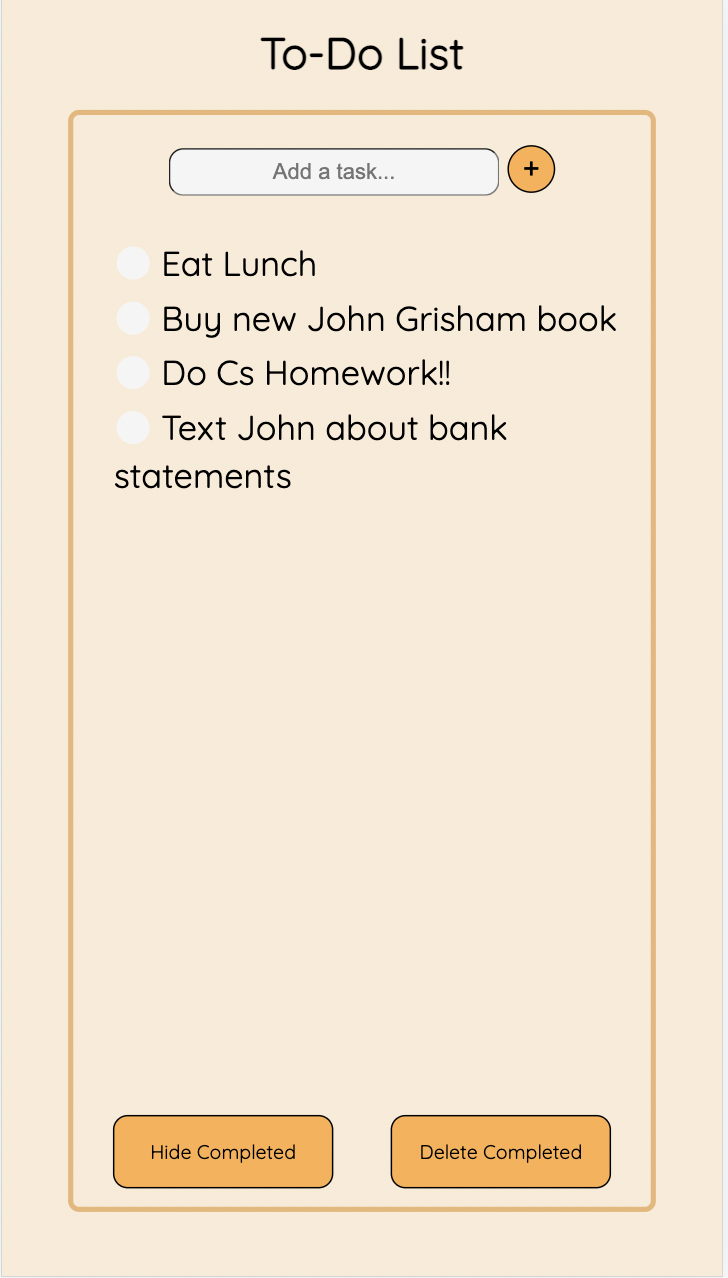 To-Do List
Add a task...
+
Eat Lunch
Buy new John Grisham book
Do Cs Homework!!
Text John about bank
statements
Hide Completed
Delete Completed